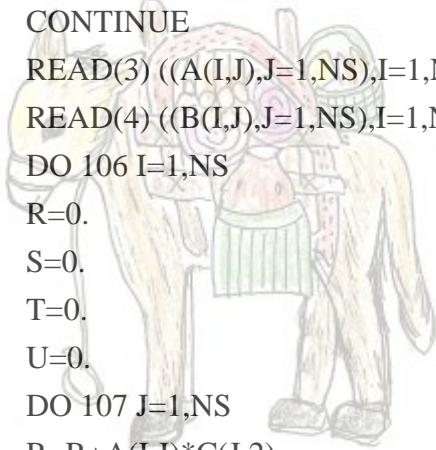 CONTINUE
READ(3) ((A(I,J),J=1,NS),I=1,
READ(4) ((B(I,J),J=1,NS),I=1,
DO 106 I=1,NS
R=0.
S=0.
T=0.
U=0.
DO 107 J=1,NS